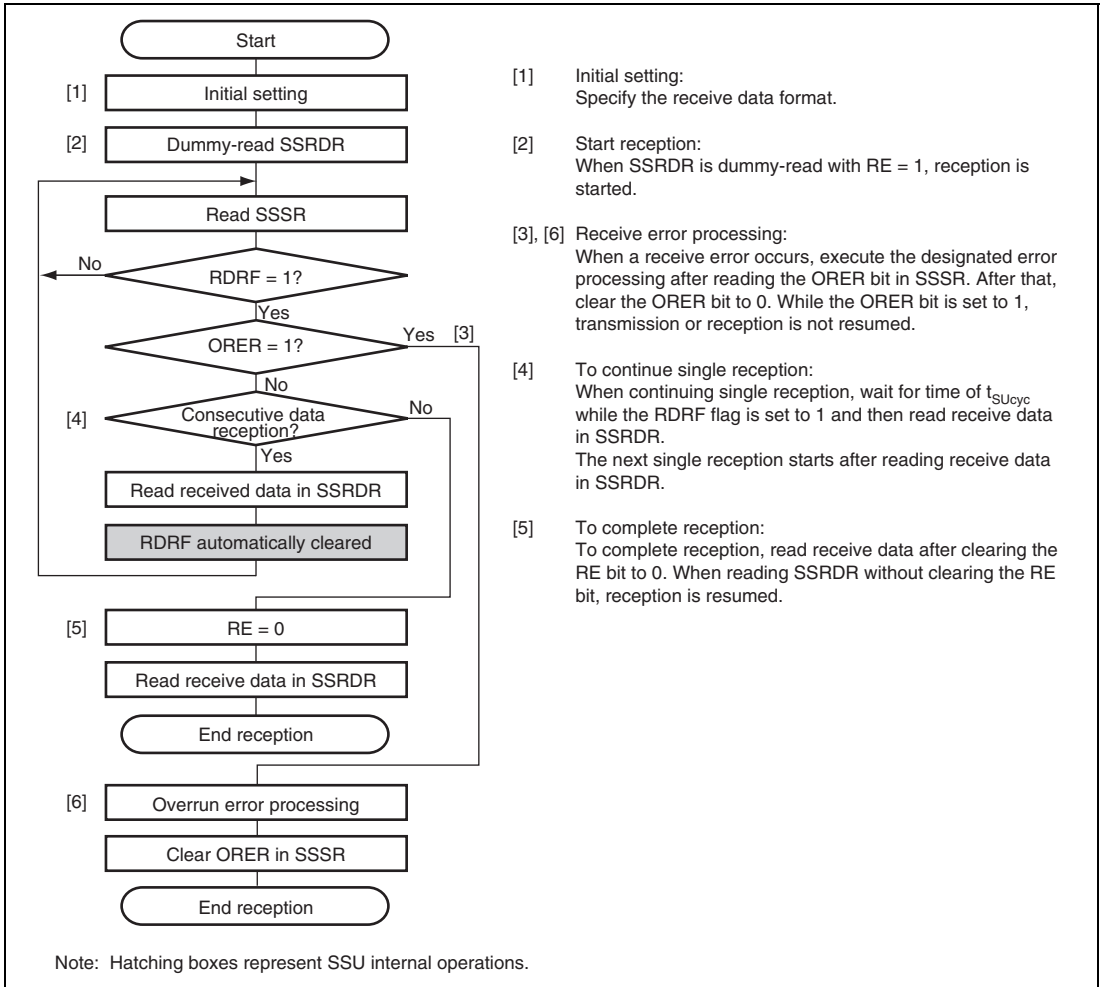 Start
[1] Initial setting
[2] Dummy-read SSRDR
Read SSSR
No
RDRF = 1?
Yes
ORER = 1?
Yes [3]
No
[4] Consecutive data
reception?
No
Yes
Read received data in SSRDR
RDRF automatically cleared
[5] RE = 0
Read receive data in SSRDR
End reception
[6] Overrun error processing
Clear ORER in SSSR
End reception
[1] Initial setting:
Specify the receive data format.
[2] Start reception:
When SSRDR is dummy-read with RE = 1, reception is
started.
[3], [6] Receive error processing:
When a receive error occurs, execute the designated error
processing after reading the ORER bit in SSSR. After that,
clear the ORER bit to 0. While the ORER bit is set to 1,
transmission or reception is not resumed.
[4] To continue single reception:
When continuing single reception, wait for time of tSUcyc
while the RDRF flag is set to 1 and then read receive data
in SSRDR.
The next single reception starts after reading receive data
in SSRDR.
[5] To complete reception:
To complete reception, read receive data after clearing the
RE bit to 0. When reading SSRDR without clearing the RE
bit, reception is resumed.
Note: Hatching boxes represent SSU internal operations.